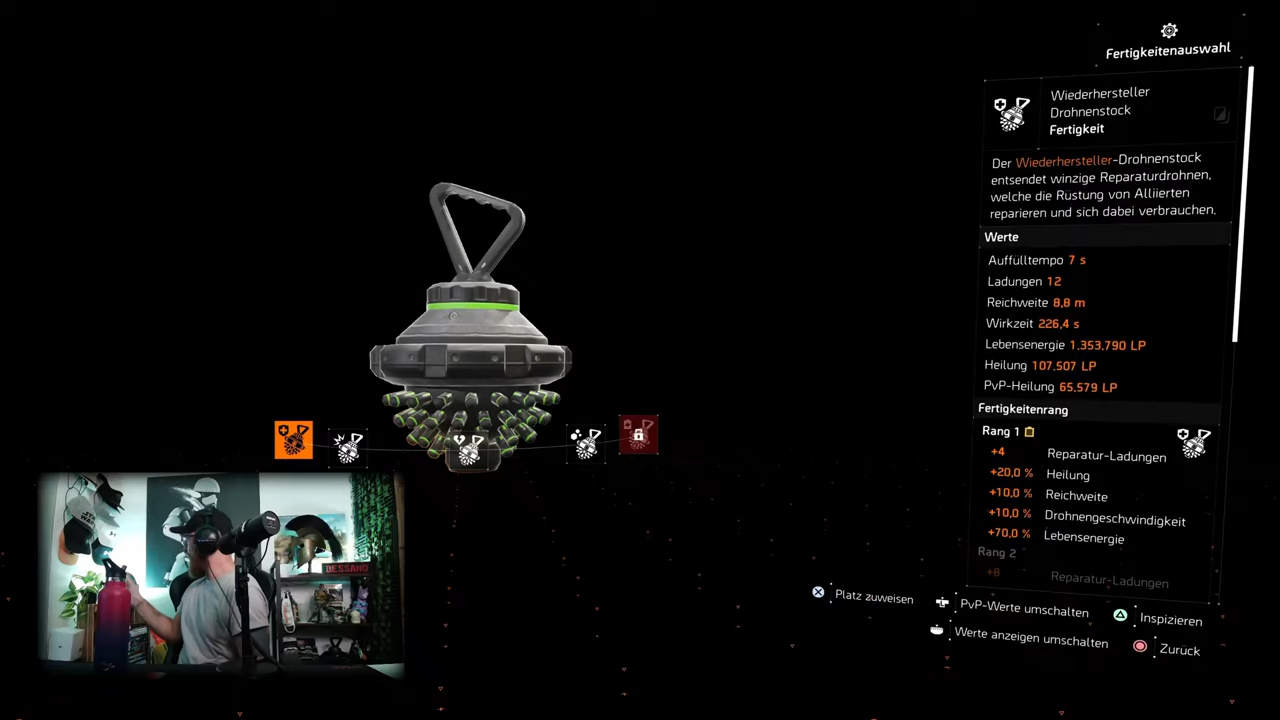 Fertigkeitenauswahl
Wiederhersteller
Drohnenstock
Fertigkeit
Der Wiederhersteller-Drohnenstock
entsendet winzige Reparaturdrohnen,
welche die Rüstung von Alliierten
reparieren und sich dabei verbrauchen.
Werte
Auffülltempo 7 s
Ladungen 12
Reichweite 8,8 m
Wirkzeit 226,4 s
Lebensenergie 1.353.790 LP
Heilung 107.507 LP
PvP-Heilung 65.579 LP
Fertigkeitenrang
Rang 1
+4 Reparatur-Ladungen
+20,0 % Heilung
+10,0 % Reichweite
+10,0 % Drohnengeschwindigkeit
+70,0 % Lebensenergie
Rang 2
+8 Reparatur-Ladungen
Platz zuweisen
PvP-Werte umschalten
Inspizieren
Werte anzeigen umschalten
Zurück
STAR
WARS
DESSANO